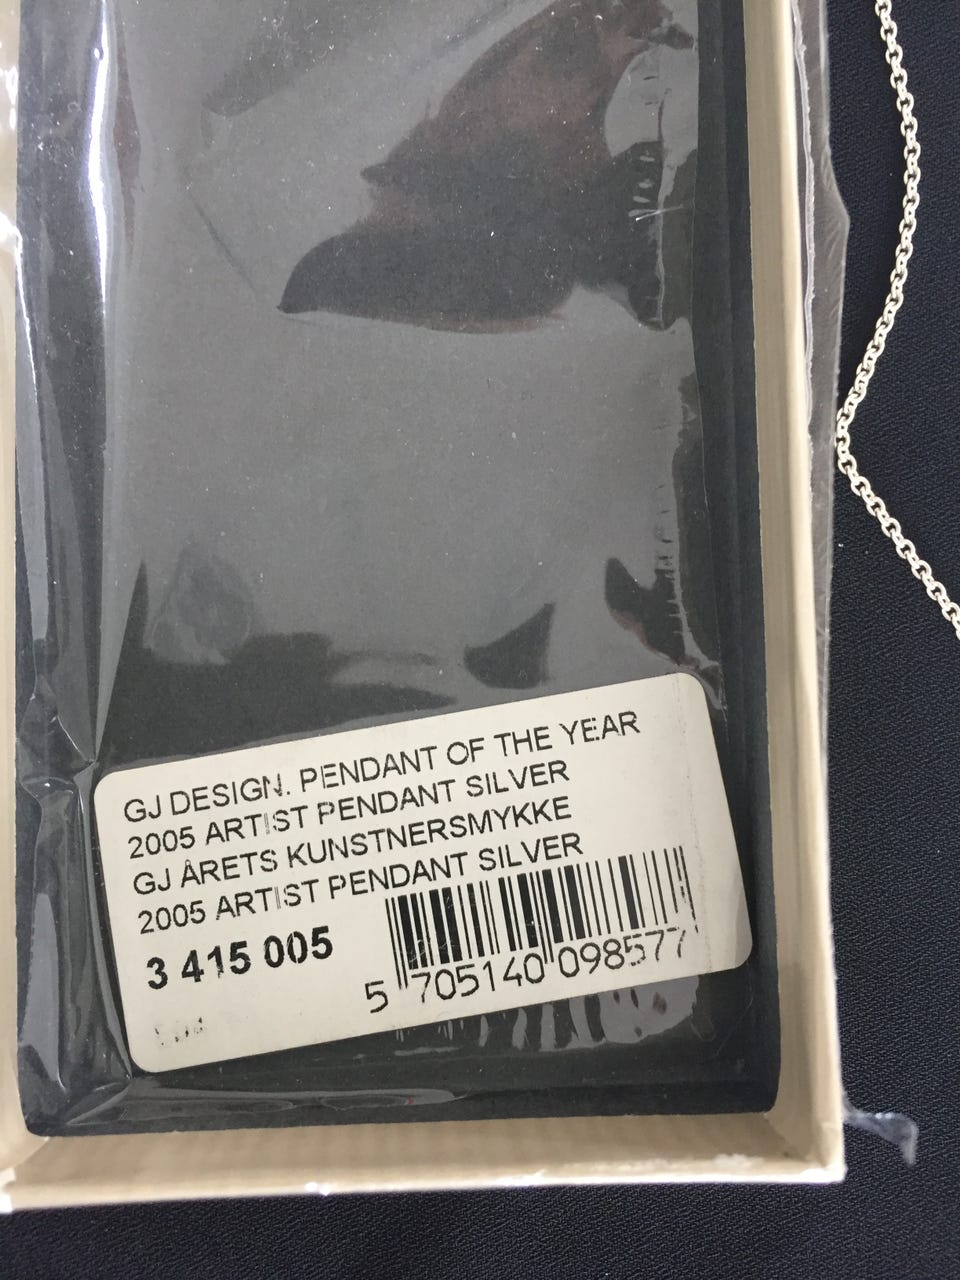 GJ DESIGN. PENDANT OF THE YEAR
2005 ARTIST PENDANT SILVER
GJ ÅRETS KUNSTNERSMYKKE
2005 ARTIST PENDANT SILVER
3 415 005
5 705140 098577